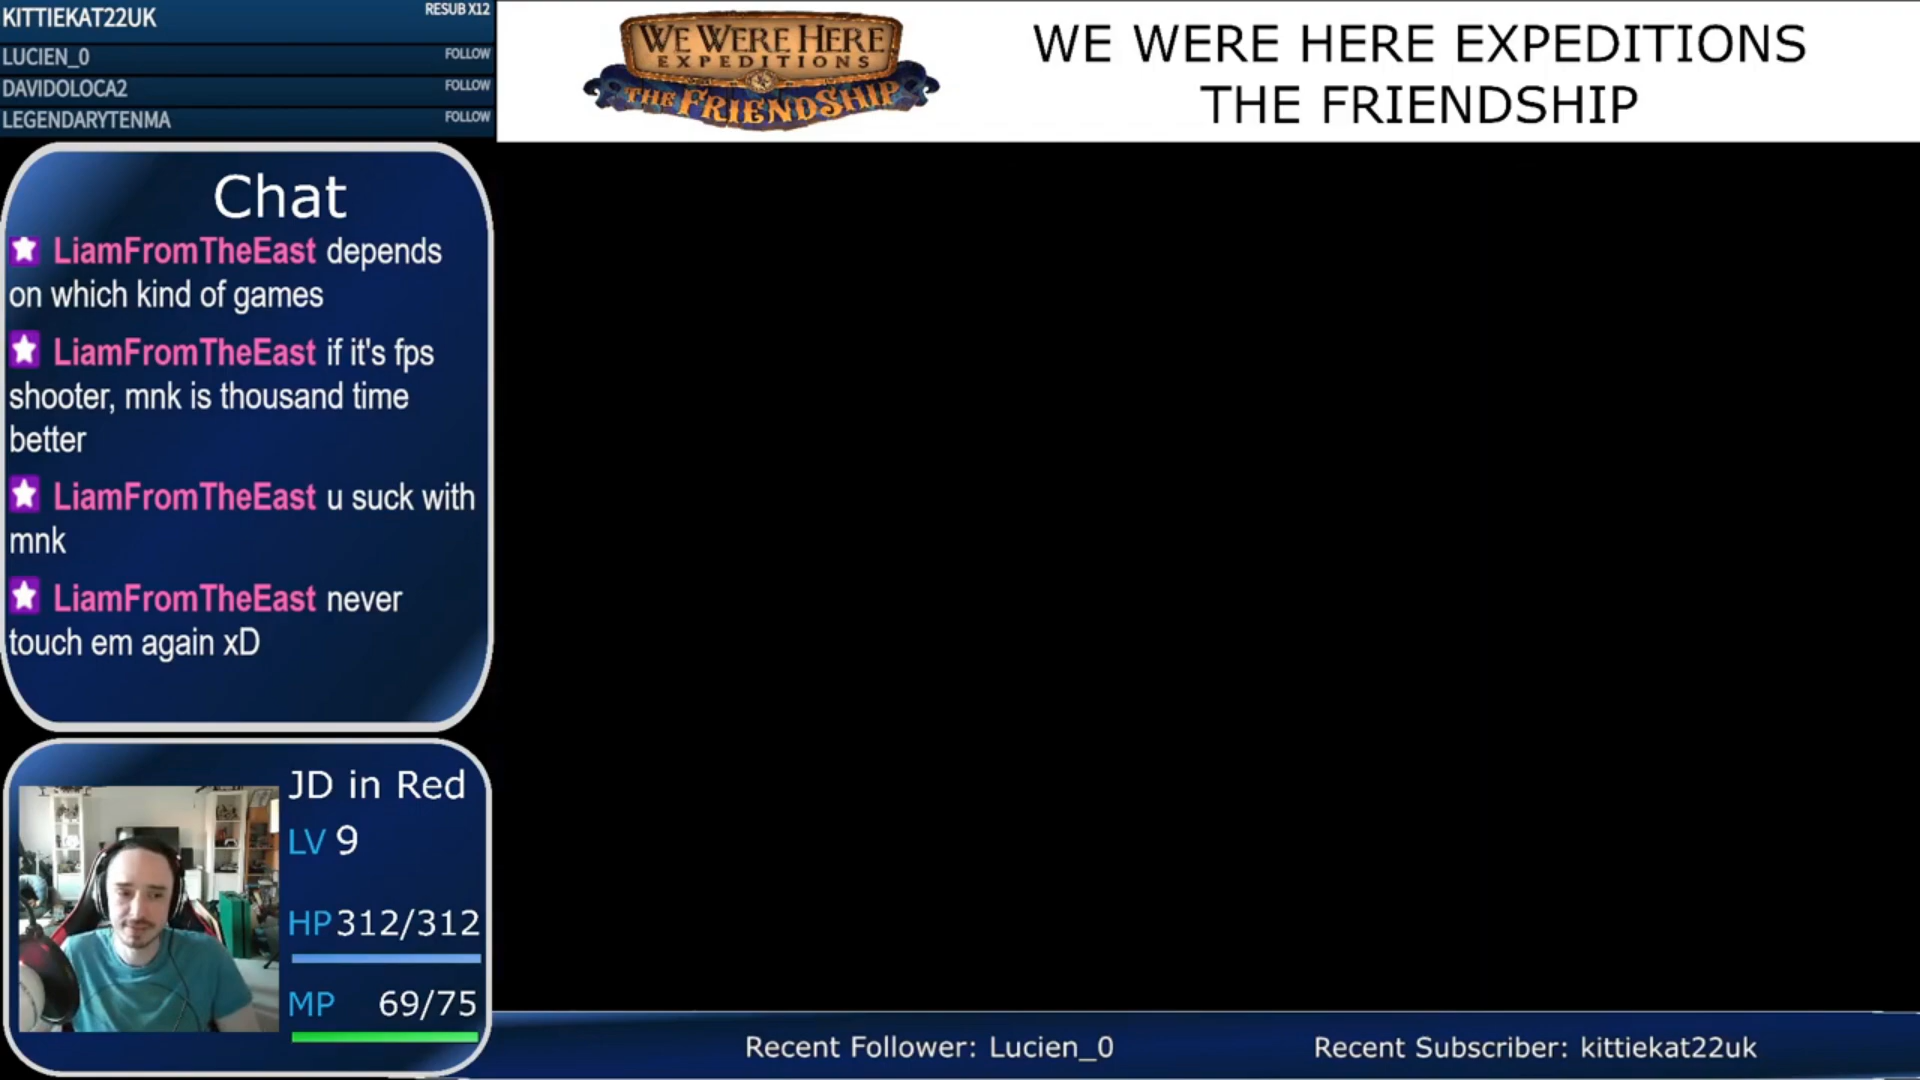 KITTIEKAT22UK RESUB X12
LUCIEN_0 FOLLOW
DAVIDOLOCA2 FOLLOW
LEGENDARYTENMA FOLLOW
WE WERE HERE
EXPEDITIONS
THE FRIENDSHIP
WE WERE HERE EXPEDITIONS
THE FRIENDSHIP
Chat
LiamFromTheEast depends
on which kind of games
LiamFromTheEast if it's fps
shooter, mnk is thousand time
better
LiamFromTheEast u suck with
mnk
LiamFromTheEast never
touch em again xD
JD in Red
LV 9
HP 312/312
MP 69/75
Recent Follower: Lucien_0
Recent Subscriber: kittiekat22uk